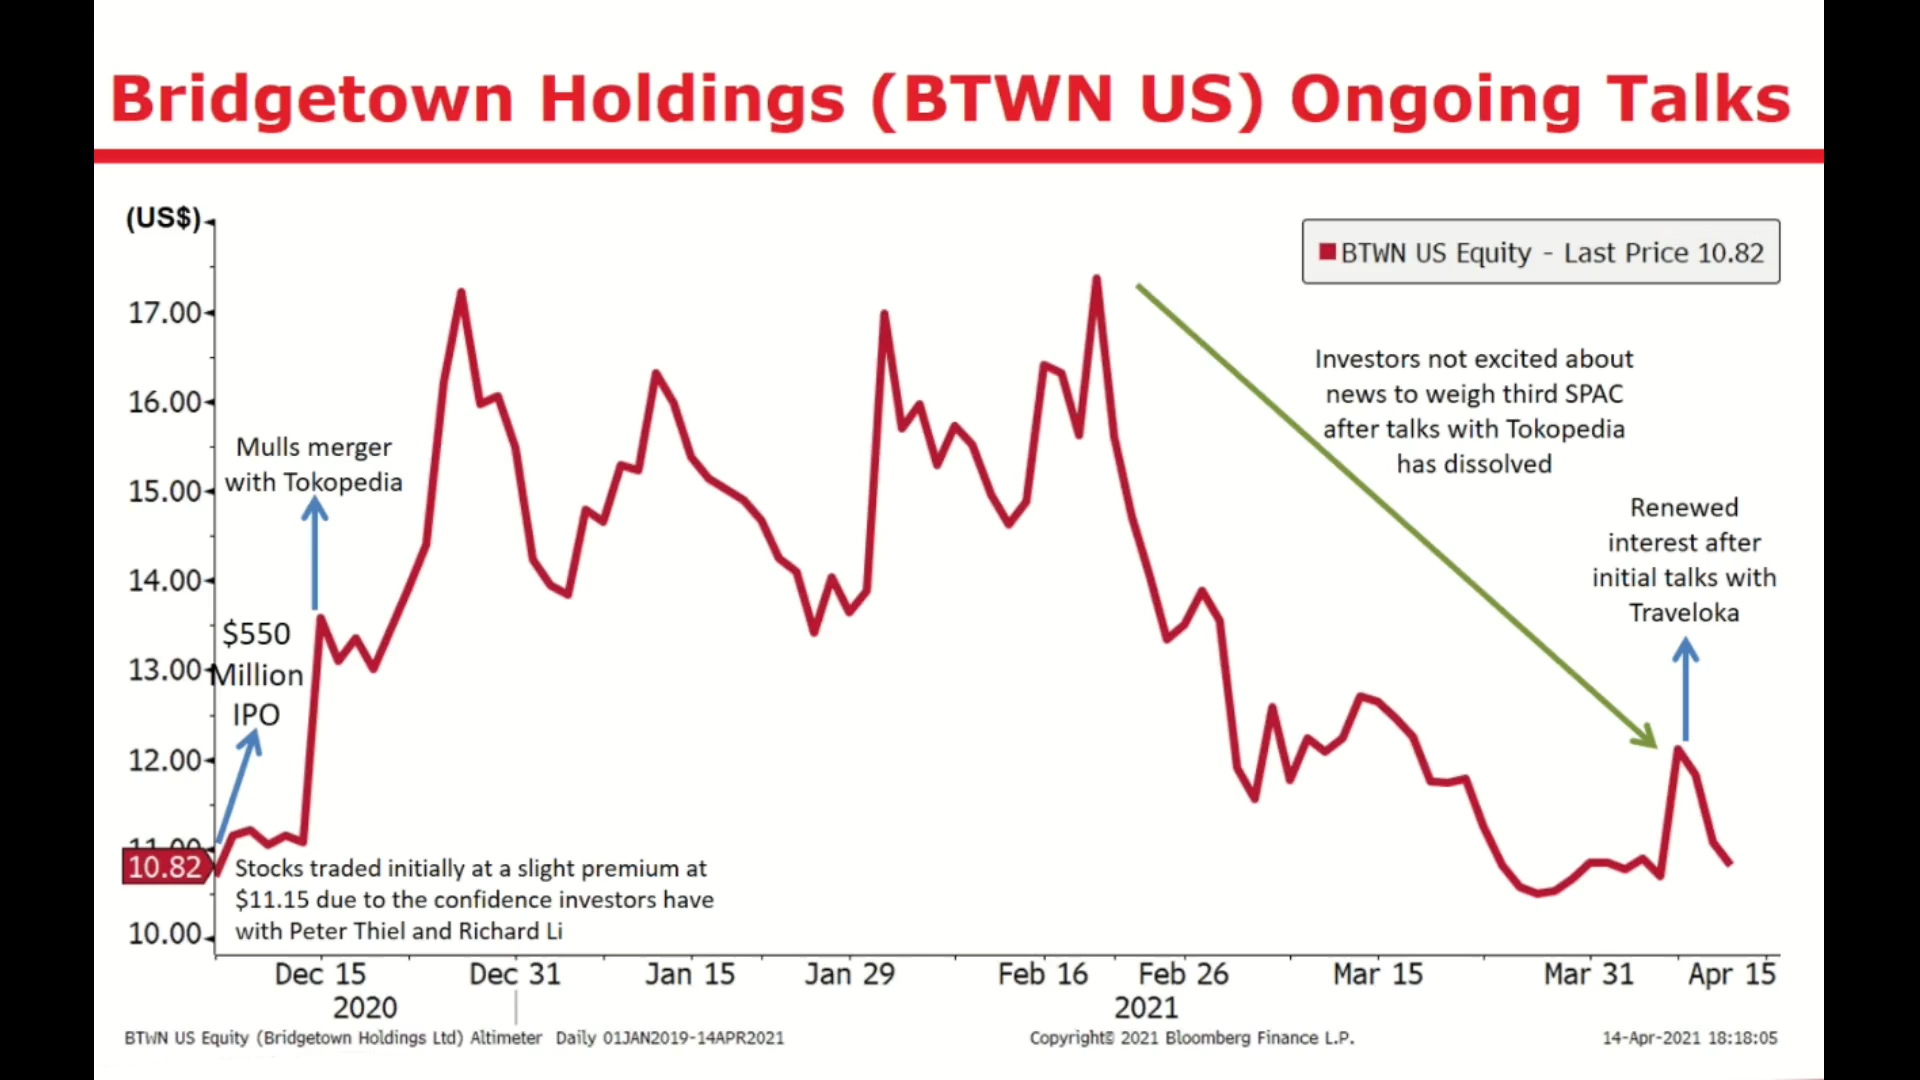 Bridgetown Holdings (BTWN US) Ongoing Talks
(US$)
BTWN US Equity - Last Price 10.82
17.00
16.00
15.00
14.00
13.00
12.00
11.00
10.82
10.00
Investors not excited about
news to weigh third SPAC
after talks with Tokopedia
has dissolved
Mulls merger
with Tokopedia
Renewed
interest after
initial talks with
Traveloka
$550
Million
IPO
Stocks traded initially at a slight premium at
$11.15 due to the confidence investors have
with Peter Thiel and Richard Li
Dec 15 Dec 31 Jan 15 Jan 29 Feb 16 Feb 26 Mar 15 Mar 31 Apr 15
2020 2021
BTWN US Equity (Bridgetown Holdings Ltd) Altimeter Daily 01JAN2019-14APR2021 Copyright© 2021 Bloomberg Finance L.P. 14-Apr-2021 18:18:05